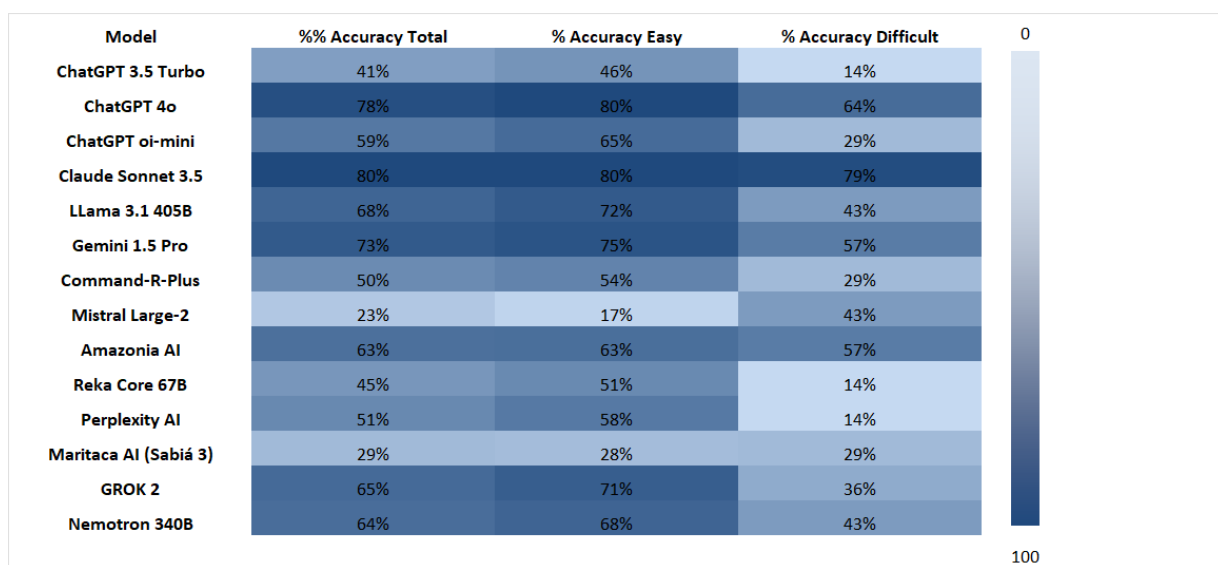 Model %% Accuracy Total % Accuracy Easy % Accuracy Difficult 0
ChatGPT 3.5 Turbo 41% 46% 14%
ChatGPT 4o 78% 80% 64%
ChatGPT oi-mini 59% 65% 29%
Claude Sonnet 3.5 80% 80% 79%
LLama 3.1 405B 68% 72% 43%
Gemini 1.5 Pro 73% 75% 57%
Command-R-Plus 50% 54% 29%
Mistral Large-2 23% 17% 43%
Amazonia AI 63% 63% 57%
Reka Core 67B 45% 51% 14%
Perplexity AI 51% 58% 14%
Maritaca AI (Sabiá 3) 29% 28% 29%
GROK 2 65% 71% 36%
Nemotron 340B 64% 68% 43%
100